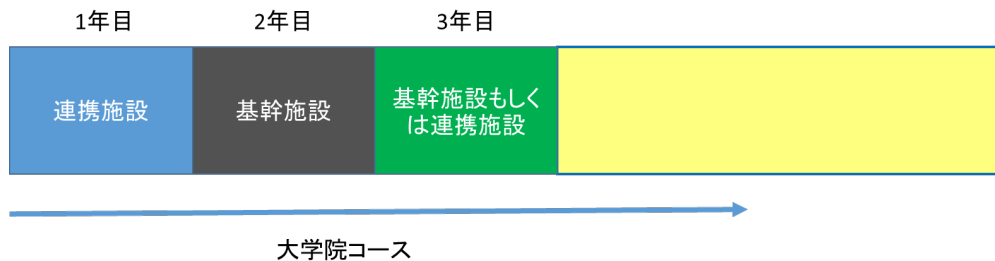 1年目
2年目
3年目
連携施設
基幹施設
基幹施設もしく
は連携施設
大学院コース